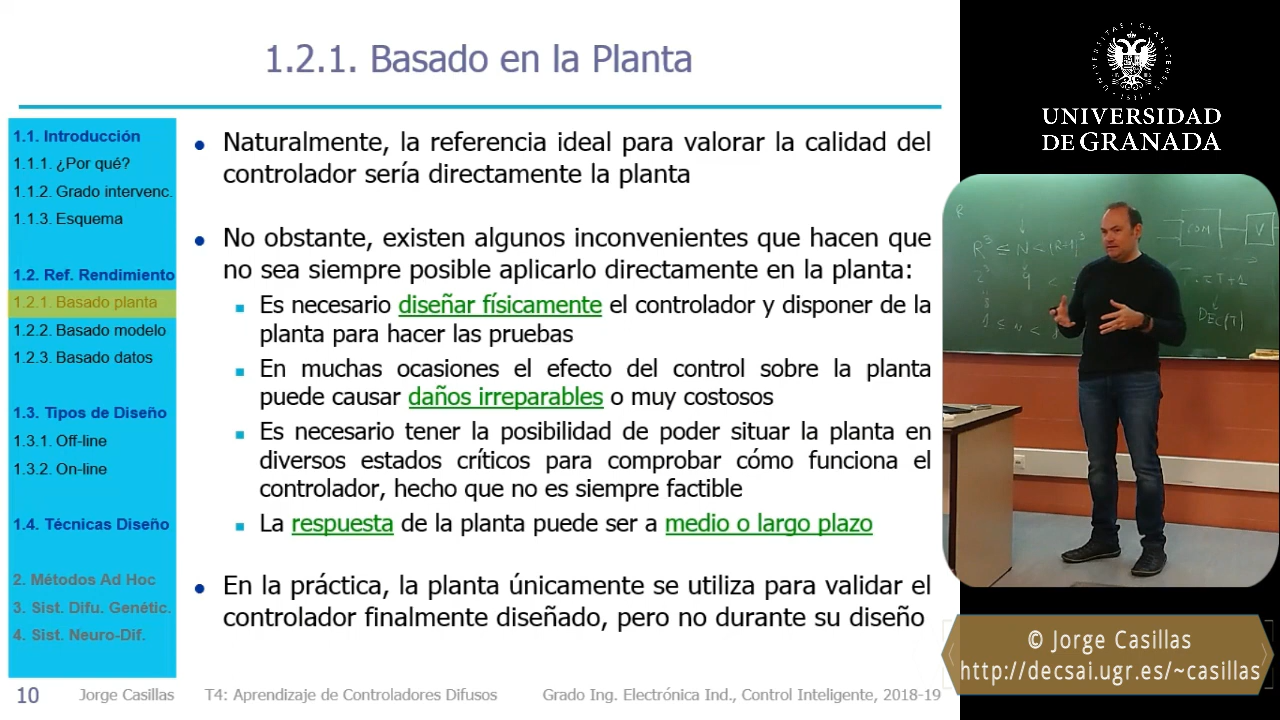 1.2.1. Basado en la Planta
1.1. Introducción
1.1.1. ¿Por qué?
1.1.2. Grado intervenc.
1.1.3. Esquema
1.2. Ref. Rendimiento
1.2.1. Basado planta
1.2.2. Basado modelo
1.2.3. Basado datos
1.3. Tipos de Diseño
1.3.1. Off-line
1.3.2. On-line
1.4. Técnicas Diseño
2. Métodos Ad Hoc
3. Sist. Difu. Genétic.
4. Sist. Neuro-Dif.
Naturalmente, la referencia ideal para valorar la calidad del
controlador sería directamente la planta
No obstante, existen algunos inconvenientes que hacen que
no sea siempre posible aplicarlo directamente en la planta:
Es necesario diseñar físicamente el controlador y disponer de la
planta para hacer las pruebas
En muchas ocasiones el efecto del control sobre la planta
puede causar daños irreparables o muy costosos
Es necesario tener la posibilidad de poder situar la planta en
diversos estados críticos para comprobar cómo funciona el
controlador, hecho que no es siempre factible
La respuesta de la planta puede ser a medio o largo plazo
En la práctica, la planta únicamente se utiliza para validar el
controlador finalmente diseñado, pero no durante su diseño
10 Jorge Casillas T4: Aprendizaje de Controladores Difusos Grado Ing. Electrónica Ind., Control Inteligente, 2018-19
UNIVERSIDAD
DE GRANADA
© Jorge Casillas
http://decsai.ugr.es/~casillas